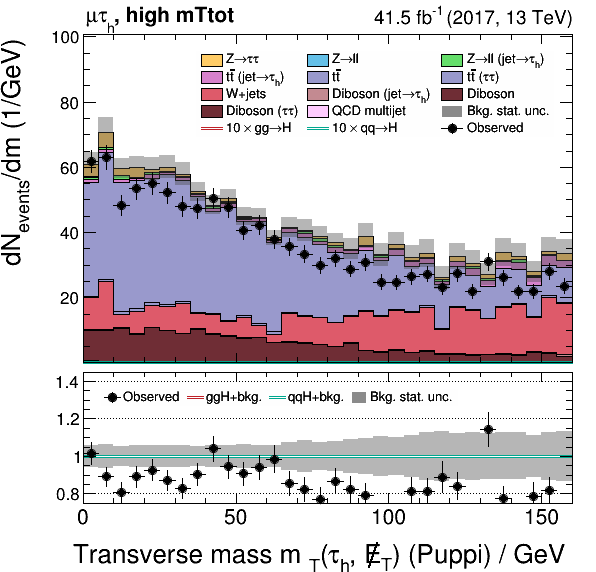 μτh, high mTtot
41.5 fb-1 (2017, 13 TeV)
dNevents/dm (1/GeV)
100
80
60
40
20
Z→ττ
Z→ll
Z→ll (jet→τh)
tt̄ (jet→τh)
tt̄
tt̄ (ττ)
W+jets
Diboson (jet→τh)
Diboson
Diboson (ττ)
QCD multijet
Bkg. stat. unc.
10 × gg→H
10 × qq→H
Observed
1.4
1.2
1
0.8
Observed
ggH+bkg.
qqH+bkg.
Bkg. stat. unc.
0
50
100
150
Transverse mass m T(τh, E̸T) (Puppi) / GeV